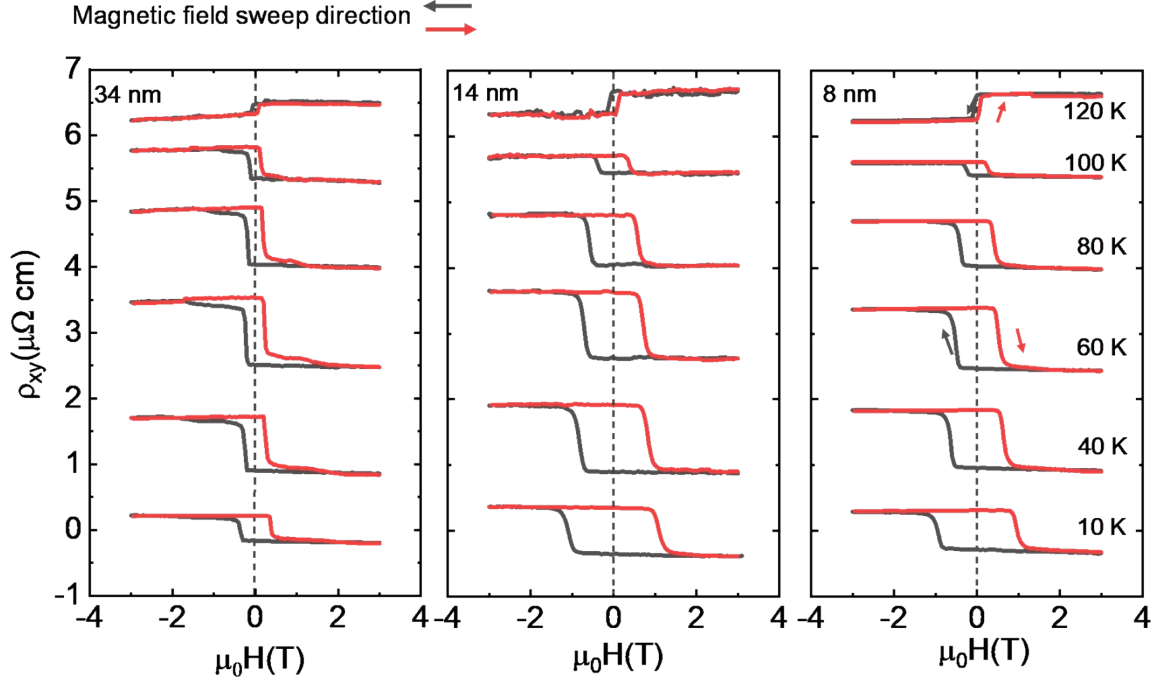 Magnetic field sweep direction
34 nm
14 nm
8 nm
7
6
5
4
3
2
1
0
-1
120 K
100 K
80 K
60 K
40 K
10 K
ρxy(μΩ cm)
-4 -2 0 2 4
-4 -2 0 2 4
-4 -2 0 2 4
μ₀H(T)
μ₀H(T)
μ₀H(T)